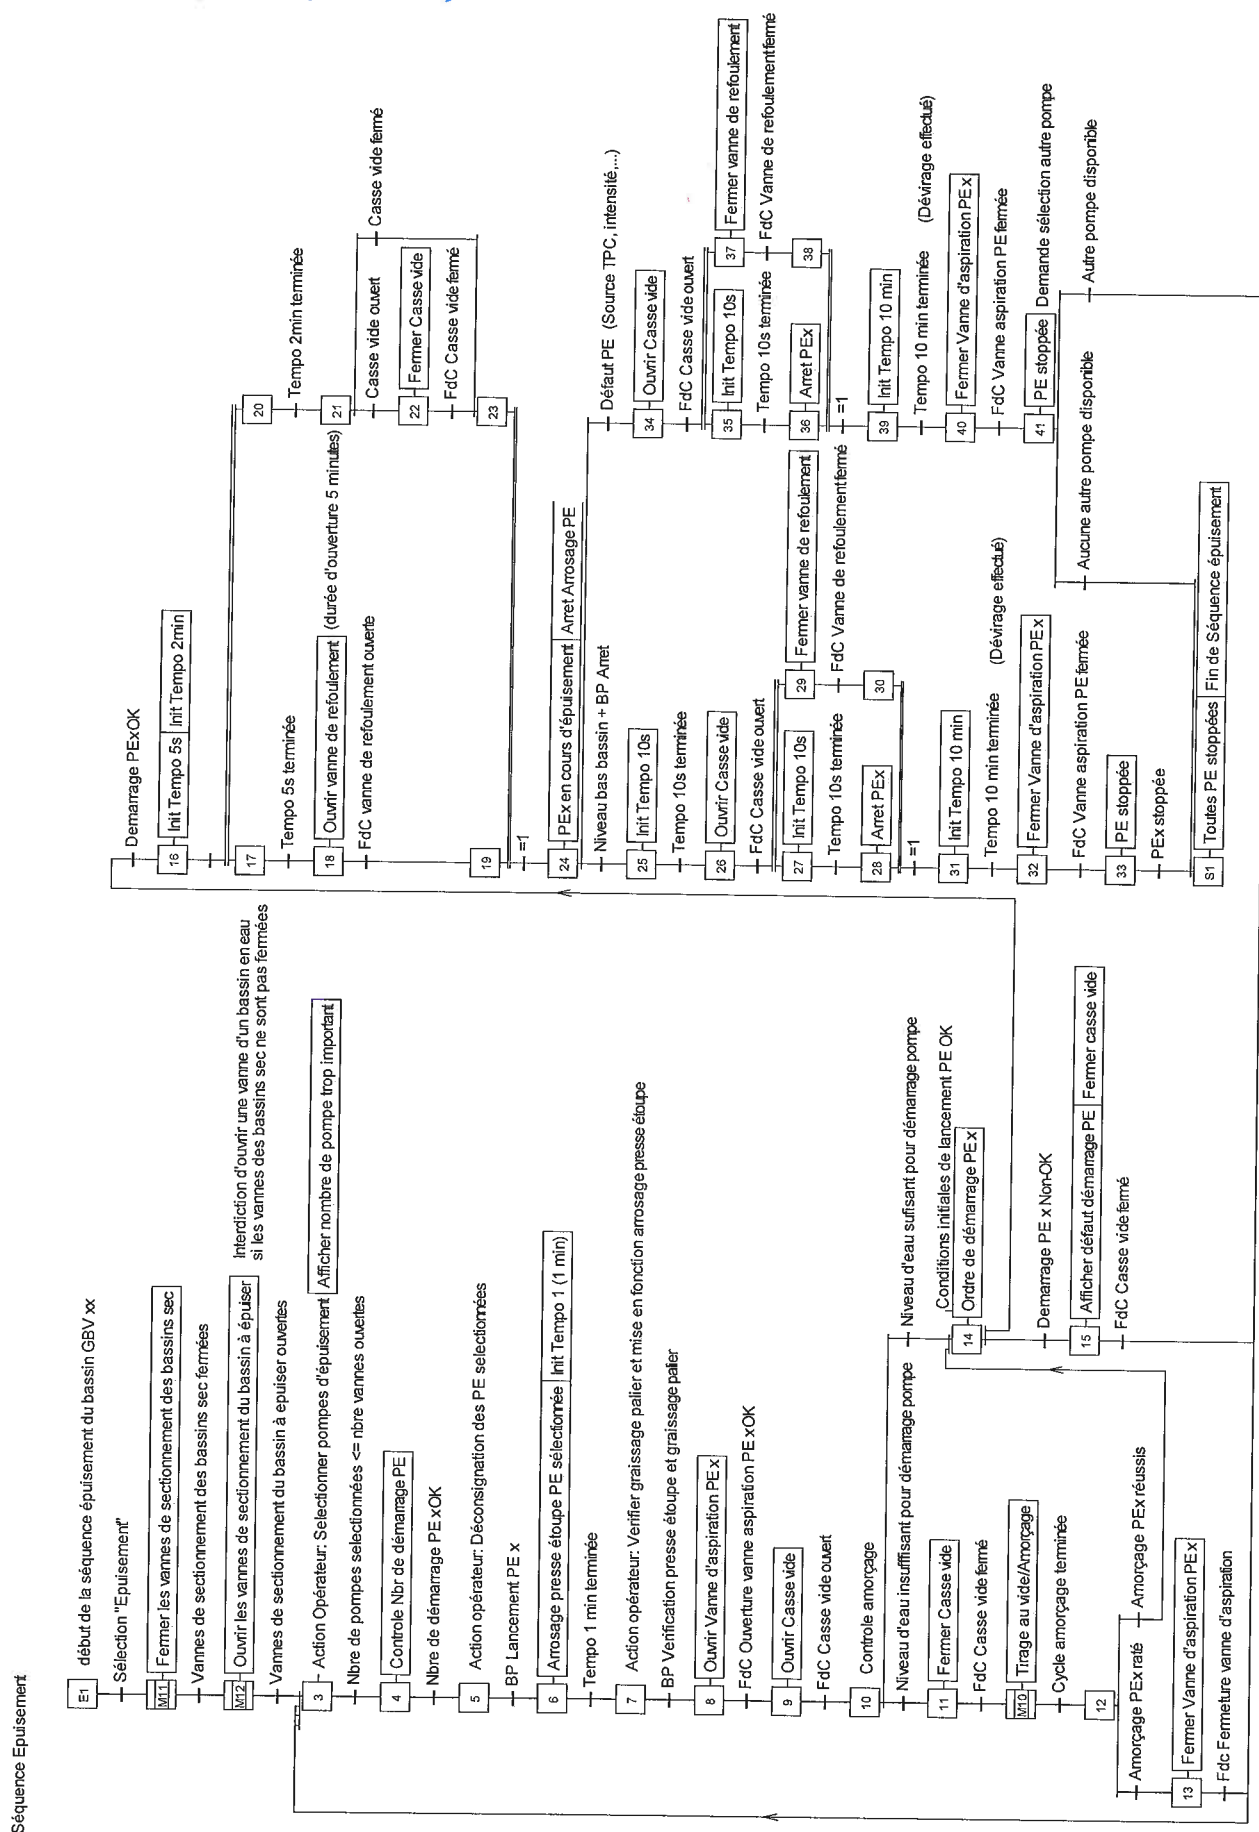 Séquence Epuisement
E1 début de la séquence épuisement du bassin GBV xx
Sélection "Epuisement"
M11 Fermer les vannes de sectionnement des bassins sec
Vannes de sectionnement des bassins sec fermées
M12 Ouvrir les vannes de sectionnement du bassin à épuiser
Interdiction d'ouvrir une vanne d'un bassin en eau
si les vannes des bassins sec ne sont pas fermées
Vannes de sectionnement du bassin à epuiser ouvertes
3 Action Opérateur: Selectionner pompes d'épuisement Afficher nombre de pompe trop important
Nbre de pompes selectionnées <= nbre vannes ouvertes
4 Controle Nbr de démarrage PE
Nbre de démarrage PE x OK
5 Action opérateur: Déconsignation des PE selectionnées
BP Lancement PE x
6 Arrosage presse étoupe PE sélectionnée Init Tempo 1 (1 min)
Tempo 1 min terminée
7 Action opérateur: Verifier graissage palier et mise en fonction arrosage presse étoupe
BP Verification presse étoupe et graissage palier
8 Ouvrir Vanne d'aspiration PE x
FdC Ouverture vanne aspiration PE x OK
9 Ouvrir Casse vide
FdC Casse vide ouvert
10 Controle amorçage
Niveau d'eau insufffisant pour démarrage pompe
Niveau d'eau sufisant pour démarrage pompe
11 Fermer Casse vide
FdC Casse vide fermé
M10 Tirage au vide/Amorçage
Cycle amorçage terminée
12
Amorçage PEx raté
Amorçage PEx réussis
13 Fermer Vanne d'aspiration PE x
Fdc Fermeture vanne d'aspiration
Conditions initiales de lancement PE OK
14 Ordre de démarrage PE x
Demarrage PE x Non-OK
15 Afficher défaut démarrage PE Fermer casse vide
FdC Casse vide fermé
Demarrage PEx OK
16 Init Tempo 5s Init Tempo 2min
17
Tempo 5s terminée
18 Ouvrir vanne de refoulement (durée d'ouverture 5 minutes)
FdC vanne de refoulement ouverte
19
20
Tempo 2min terminée
21
Casse vide ouvert
Casse vide fermé
22 Fermer Casse vide
FdC Casse vide fermé
23
=1
24 PEx en cours d'épuisement Arret Arrosage PE
Niveau bas bassin + BP Arret
25 Init Tempo 10s
Tempo 10s terminée
26 Ouvrir Casse vide
FdC Casse vide ouvert
27 Init Tempo 10s
Tempo 10s terminée
28 Arret PEx
29 Fermer vanne de refoulement
FdC Vanne de refoulement fermé
30
=1
31 Init Tempo 10 min
Tempo 10 min terminée (Dévirage effectué)
32 Fermer Vanne d'aspiration PE x
FdC Vanne aspiration PE fermée
33 PE stoppée
PEx stoppée
S1 Toutes PE stoppées Fin de Séquence épuisement
Défaut PE (Source TPC, intensité,...)
34 Ouvrir Casse vide
FdC Casse vide ouvert
35 Init Tempo 10s
Tempo 10s terminée
36 Arret PEx
37 Fermer vanne de refoulement
FdC Vanne de refoulement fermé
38
=1
39 Init Tempo 10 min
Tempo 10 min terminée (Dévirage effectué)
40 Fermer Vanne d'aspiration PE x
FdC Vanne aspiration PE fermée
41 PE stoppée Demande sélection autre pompe
Aucune autre pompe disponible
Autre pompe disponible